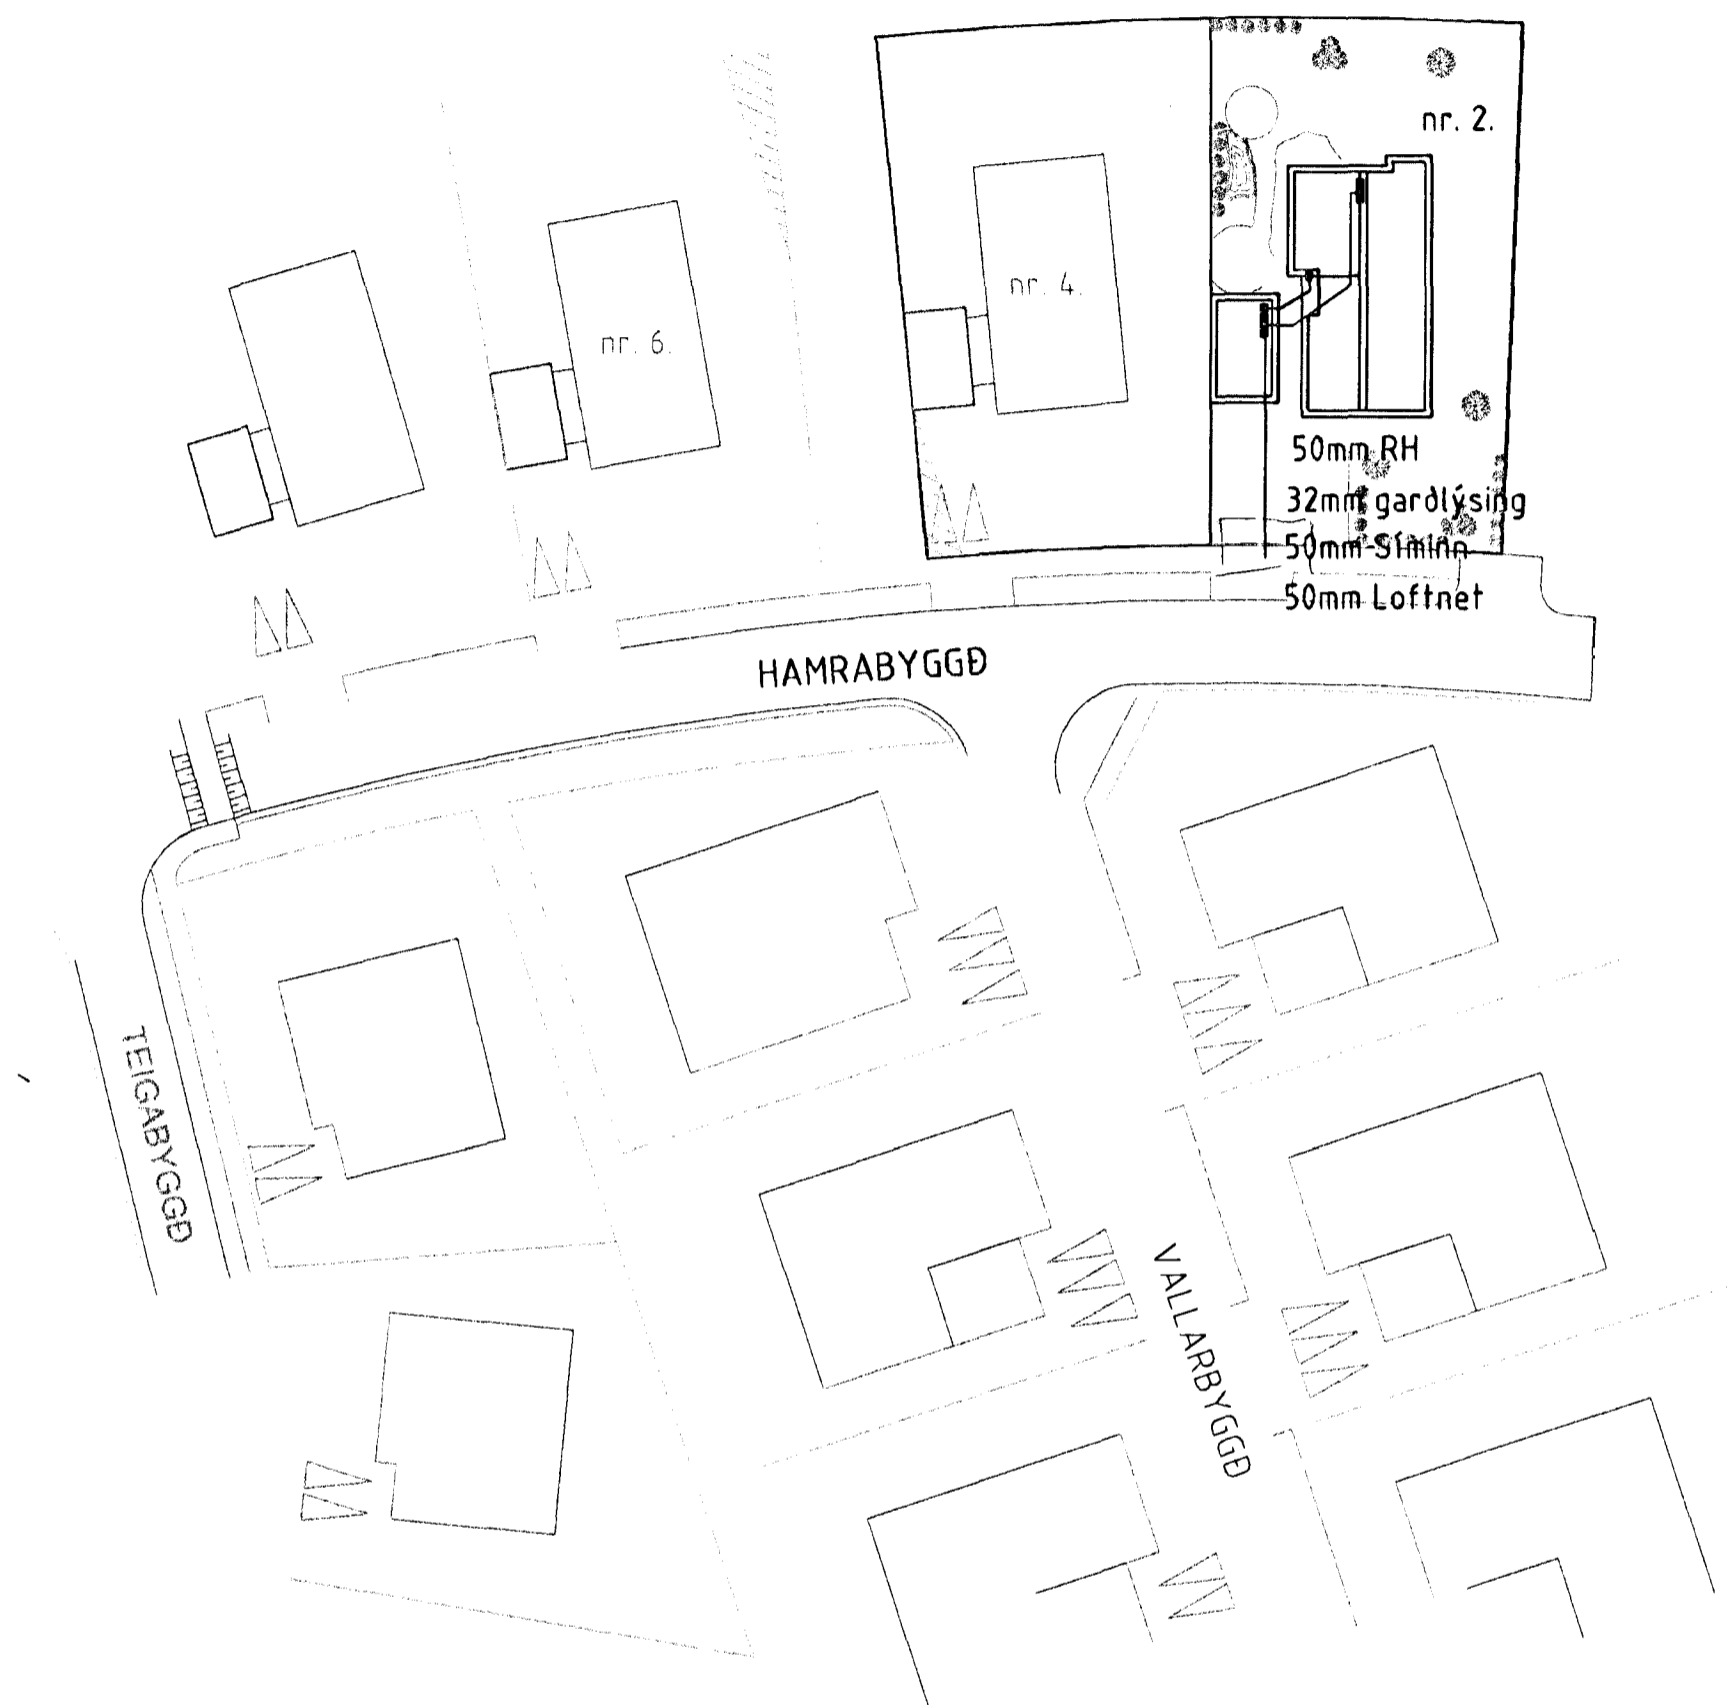 nr. 2.
nr. 4.
nr. 6.
50mm RH
32mm garðlýsing
50mm Síminn
50mm Loftnet
HAMRABYGGÐ
TEIGABYGGÐ
VALLARBYGGÐ